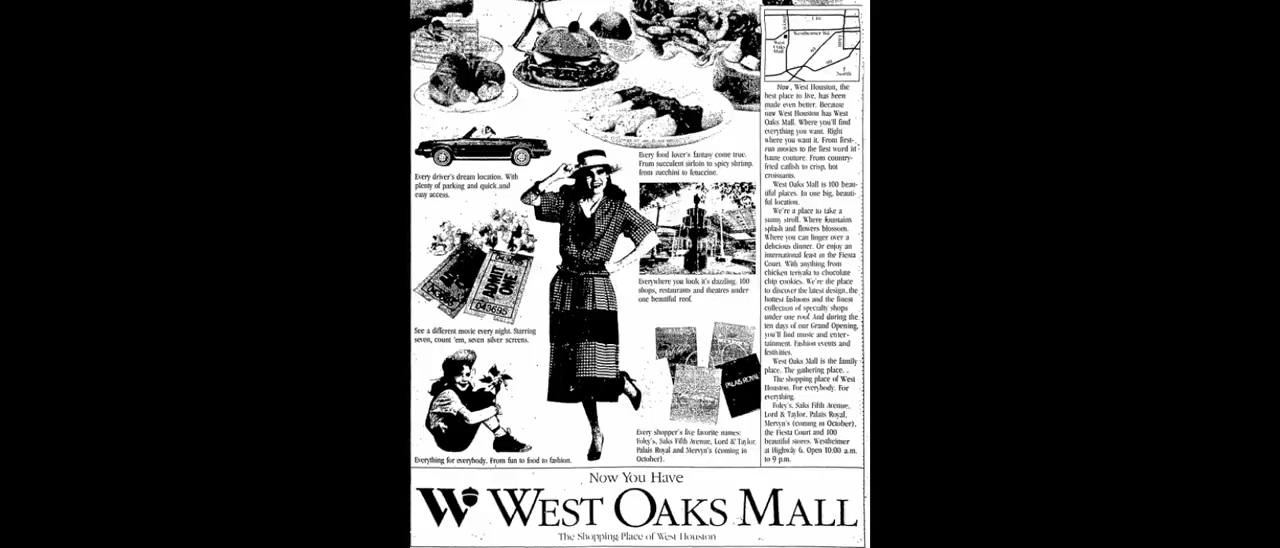 I-10
Westheimer Rd.
West
Oaks
Mall
North
Now, West Houston, the
best place to live, has been
made even better. Because
now West Houston has West
Oaks Mall. Where you'll find
everything you want. Right
where you want it. From first-
run movies to the first word in
haute couture. From country-
fried catfish to crisp, hot
croissants.
West Oaks Mall is 100 beau-
tiful places. In one big, beauti-
ful location.
We're a place to take a
sunny stroll. Where fountains
splash and flowers blossom.
Where you can linger over a
delicious dinner. Or enjoy an
international feast in the Fiesta
Court. With anything from
chicken teriyaki to chocolate
chip cookies. We're the place
to discover the latest design, the
hottest fashions and the finest
collection of specialty shops
under one roof. And during the
ten days of our Grand Opening,
you'll find music and enter-
tainment. Fashion events and
festivities.
West Oaks Mall is the family
place. The gathering place.
The shopping place of West
Houston. For everybody. For
everything.
Foley's, Saks Fifth Avenue,
Lord & Taylor, Palais Royal,
Mervyn's (coming in October),
the Fiesta Court and 100
beautiful stores. Westheimer
at Highway 6. Open 10:00 a.m.
to 9 p.m.
Every food lover's fantasy come true.
From succulent sirloin to spicy shrimp,
from zucchini to fetuccine.
Every driver's dream location. With
plenty of parking and quick and
easy access.
Everywhere you look it's dazzling. 100
shops, restaurants and theatres under
one beautiful roof.
ADMIT
ONE
049695
See a different movie every night. Starring
seven, count 'em, seven silver screens.
PALAIS ROYAL
Every shopper's five favorite names:
Foley's, Saks Fifth Avenue, Lord & Taylor,
Palais Royal and Mervyn's (coming in
October).
Everything for everybody. From fun to food to fashion.
Now You Have
W WEST OAKS MALL
The Shopping Place of West Houston